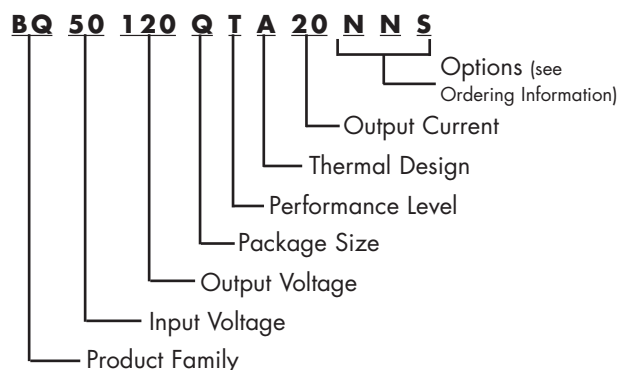 BQ 50 120 Q T A 20 N N S
Options (see
Ordering Information)
Output Current
Thermal Design
Performance Level
Package Size
Output Voltage
Input Voltage
Product Family